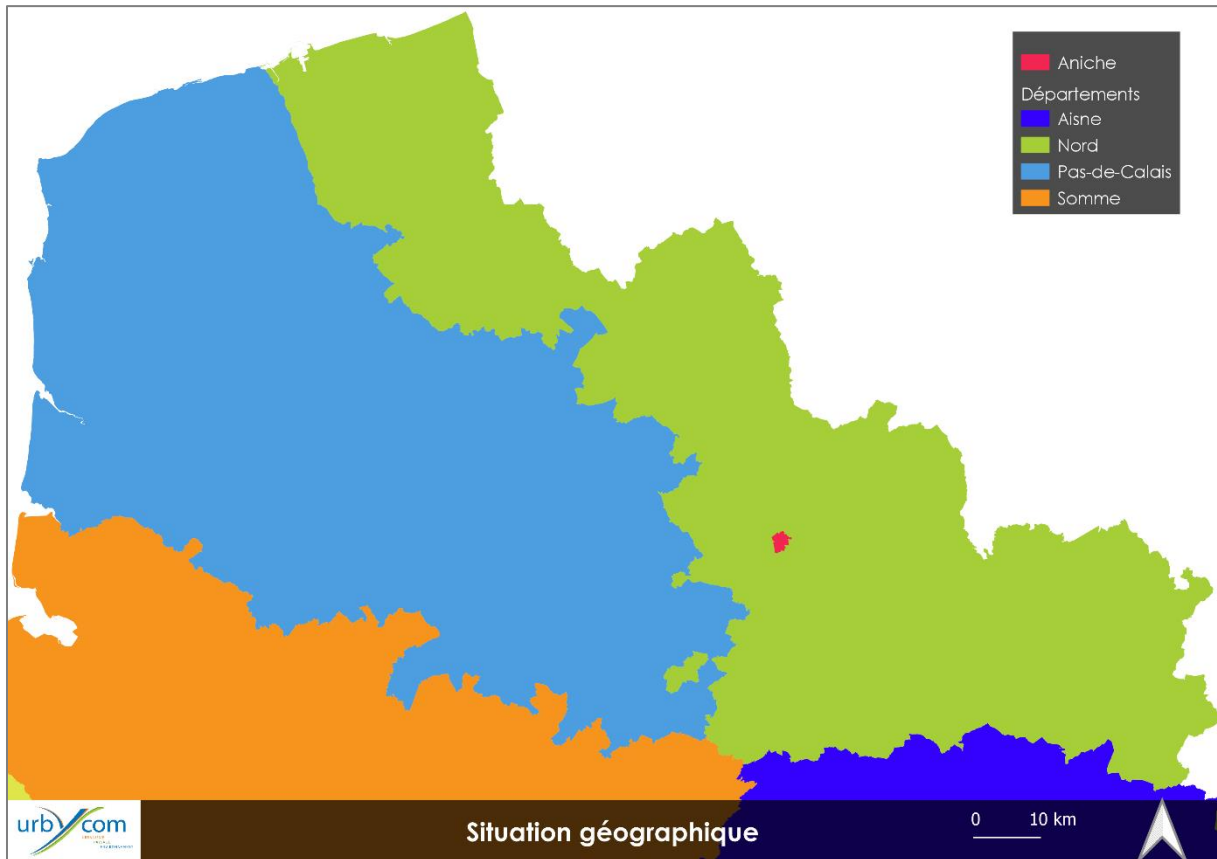 Aniche
Départements
Aisne
Nord
Pas-de-Calais
Somme
urbycom
Situation géographique
0 10 km